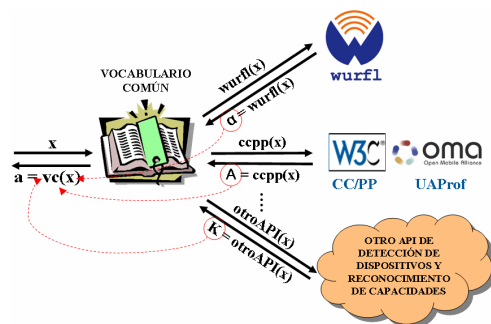 VOCABULARIO
COMÚN
x
a = vc(x)
wurfl(x)
α = wurfl(x)
wurfl
ccpp(x)
A = ccpp(x)
W3C®
CC/PP
oma
Open Mobile Alliance
UAProf
otroAPI(x)
K = otroAPI(x)
OTRO API DE
DETECCIÓN DE
DISPOSITIVOS Y
RECONOCIMIENTO
DE CAPACIDADES